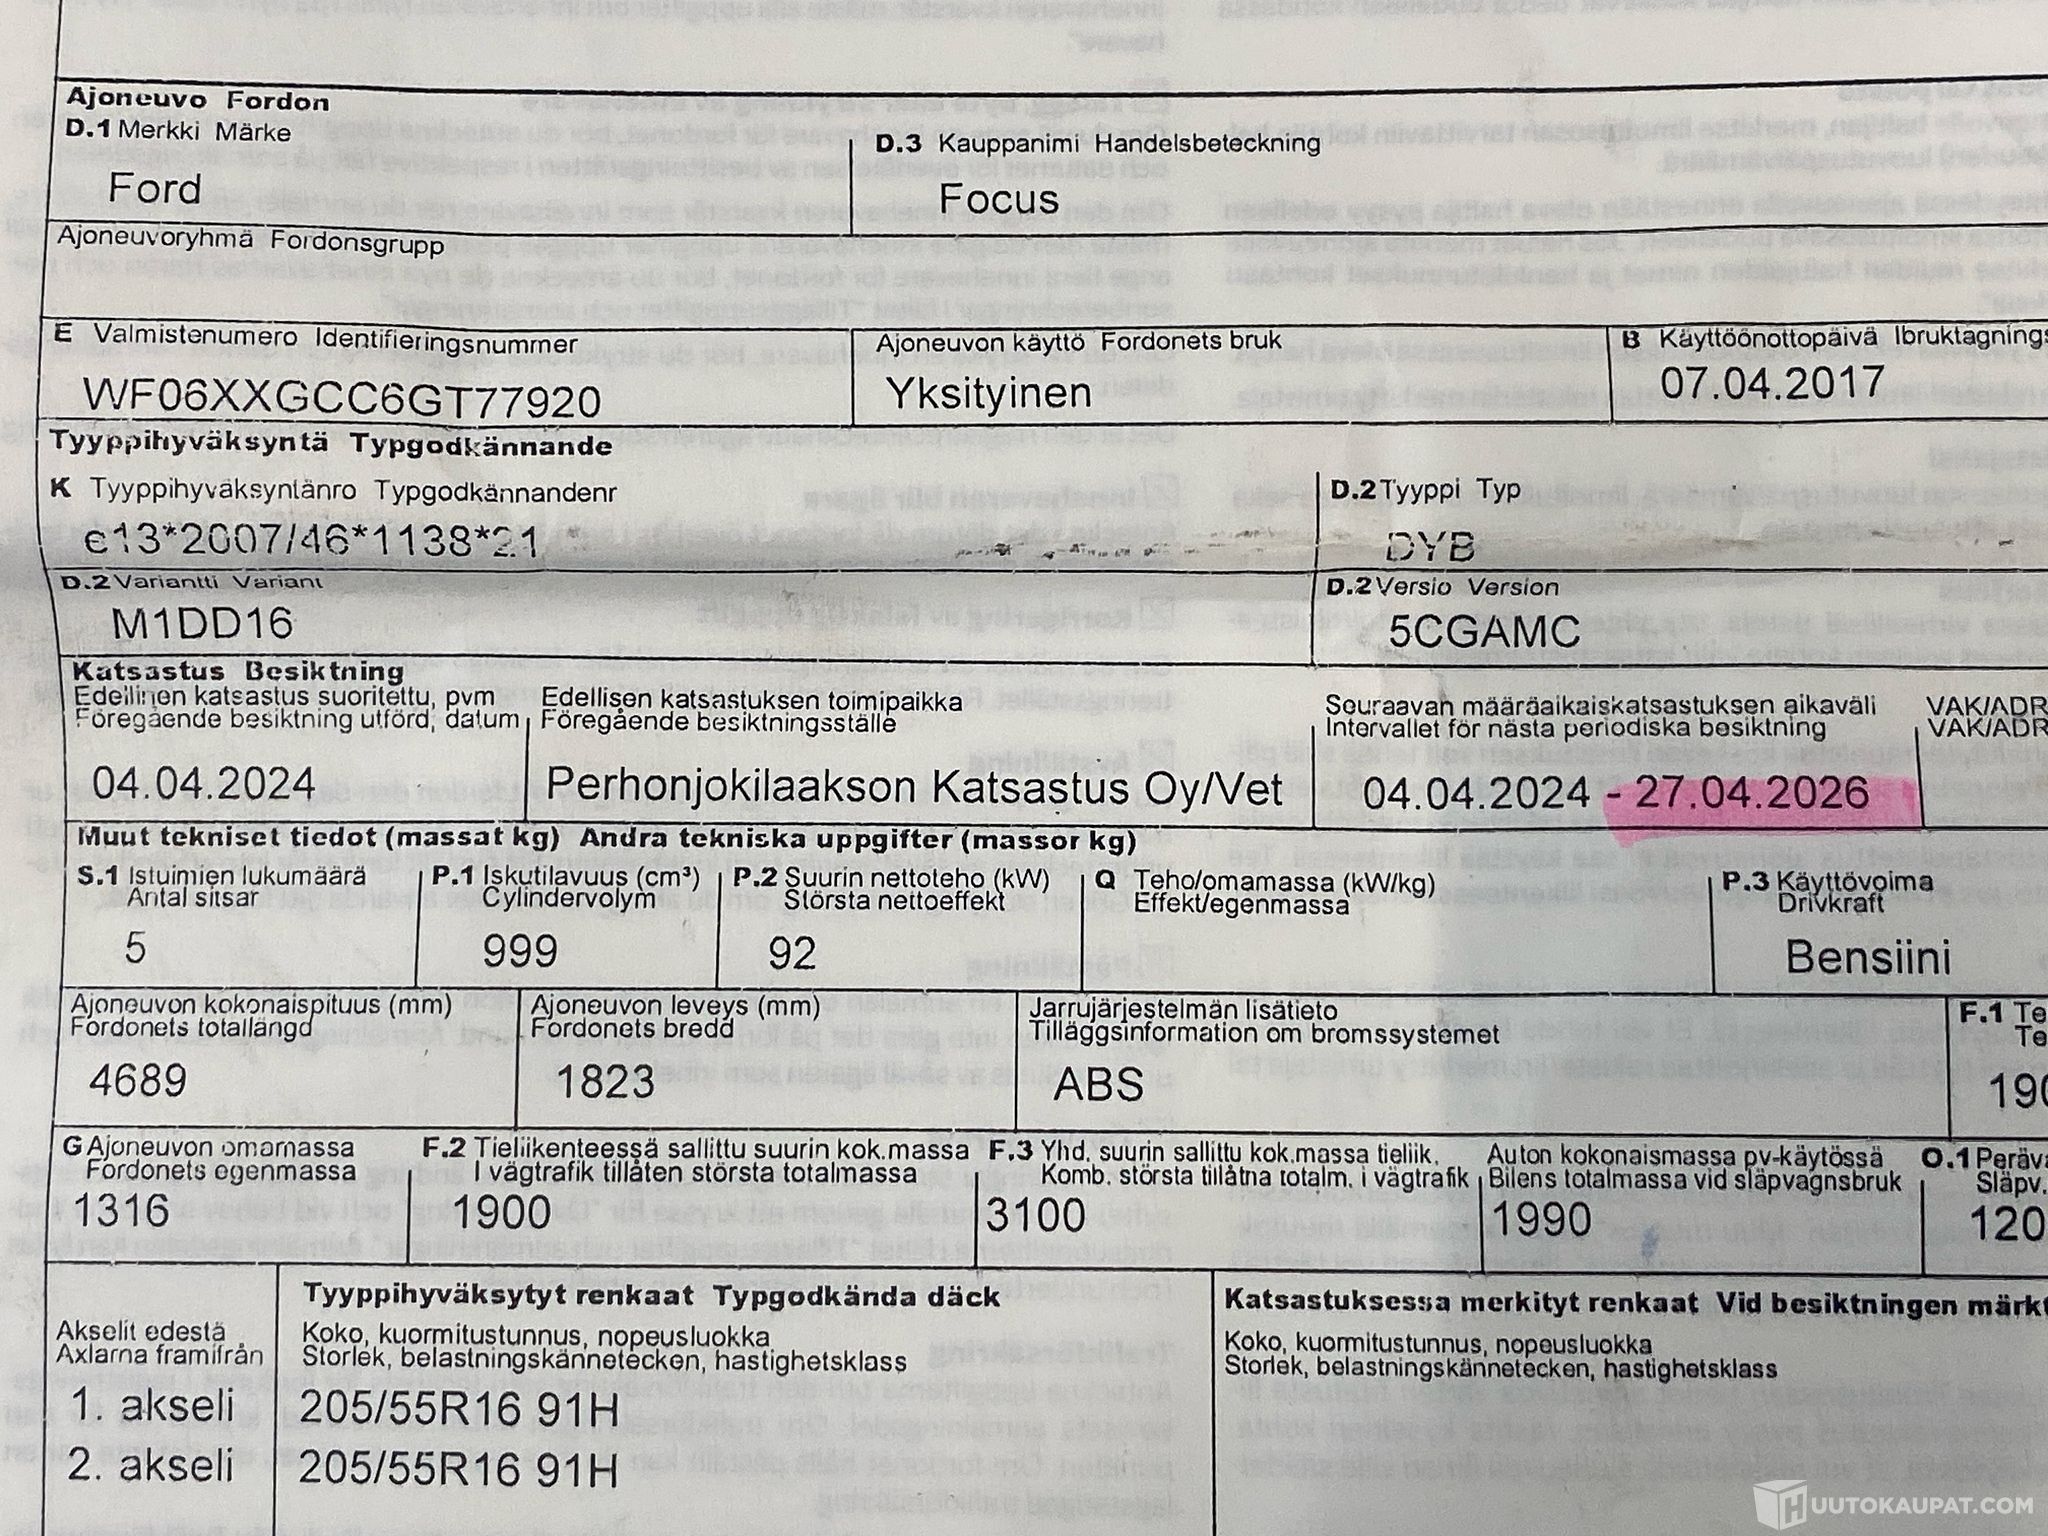 Ajoneuvo Fordon
D.1 Merkki Märke
D.3 Kauppanimi Handelsbeteckning
Ford
Focus
Ajoneuvoryhmä Fordonsgrupp
E Valmistenumero Identifieringsnummer
Ajoneuvon käyttö Fordonets bruk
B Käyttöönottopäivä Ibruktagnings
WF06XXGCC6GT77920
Yksityinen
07.04.2017
Tyyppihyväksyntä Typgodkännande
K Tyyppihyväksyntänro Typgodkännandenr
D.2 Tyyppi Typ
e13*2007/46*1138*21
DYB
D.2 Variantti Variant
D.2 Versio Version
M1DD16
5CGAMC
Katsastus Besiktning
Edellinen katsastus suoritettu, pvm
Föregående besiktning utförd, datum
Edellisen katsastuksen toimipaikka
Föregående besiktningsställe
Seuraavan määräaikaiskatsastuksen aikaväli
Intervallet för nästa periodiska besiktning
VAK/ADR
VAK/ADR
04.04.2024
Perhonjokilaakson Katsastus Oy/Vet
04.04.2024 - 27.04.2026
Muut tekniset tiedot (massat kg) Andra tekniska uppgifter (massor kg)
S.1 Istuimien lukumäärä
Antal sitsar
P.1 Iskutilavuus (cm³)
Cylindervolym
P.2 Suurin nettoteho (kW)
Största nettoeffekt
Q Teho/omamassa (kW/kg)
Effekt/egenmassa
P.3 Käyttövoima
Drivkraft
5
999
92
Bensiini
Ajoneuvon kokonaispituus (mm)
Fordonets totallängd
Ajoneuvon leveys (mm)
Fordonets bredd
Jarrujärjestelmän lisätieto
Tilläggsinformation om bromssystemet
F.1 Te
Te
4689
1823
ABS
190
G Ajoneuvon omamassa
Fordonets egenmassa
F.2 Tieliikenteessä sallittu suurin kok.massa
I vägtrafik tillåten största totalmassa
F.3 Yhd. suurin sallittu kok.massa tieliik.
Komb. största tillåtna totalm. i vägtrafik
Auton kokonaismassa pv-käytössä
Bilens totalmassa vid släpvagnsbruk
O.1 Peräva
Släpv.
1316
1900
3100
1990
120
Tyyppihyväksytyt renkaat Typgodkända däck
Katsastuksessa merkityt renkaat Vid besiktningen märkt
Akselit edestä
Axlarna framifrån
Koko, kuormitustunnus, nopeusluokka
Storlek, belastningskännetecken, hastighetsklass
Koko, kuormitustunnus, nopeusluokka
Storlek, belastningskännetecken, hastighetsklass
1. akseli
205/55R16 91H
2. akseli
205/55R16 91H
HUUTOKAUPAT.COM